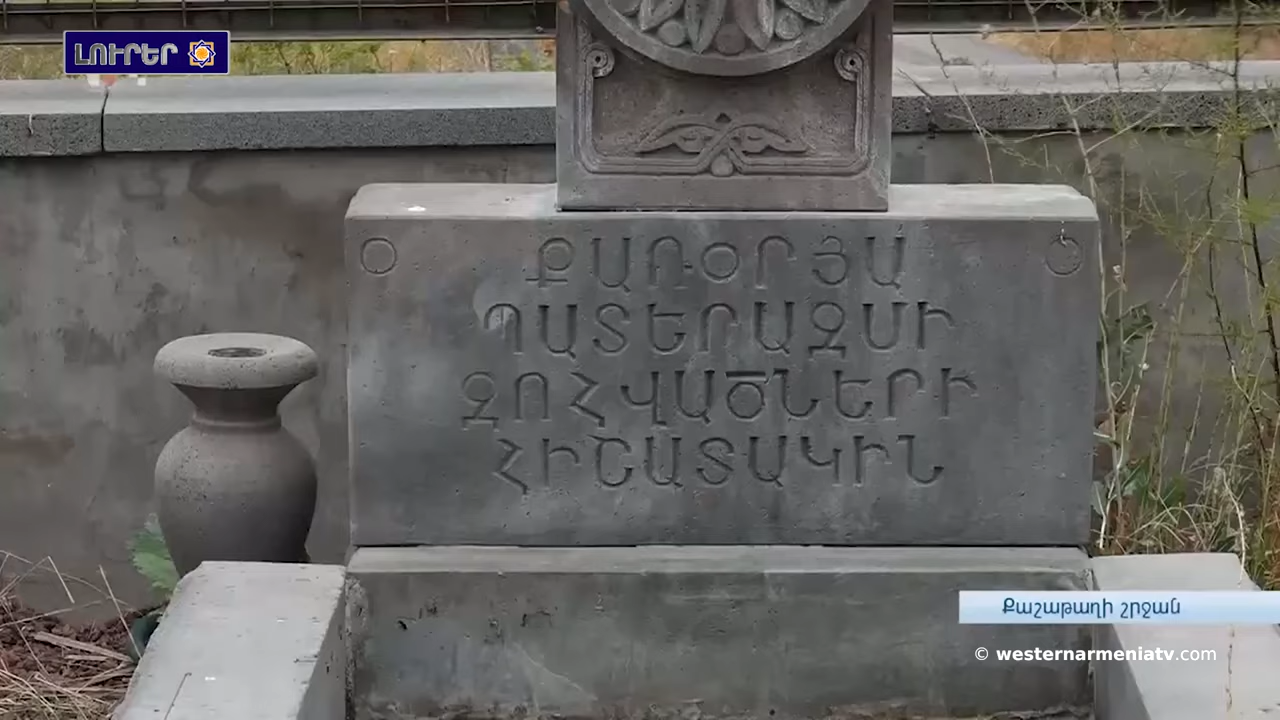 ԼՈՒՐԵՐ
ՔԱՌՕՐՅԱ
ՊԱՏԵՐԱԶՄԻ
ԶՈՀՎԱԾՆԵՐԻ
ՀԻՇԱՏԱԿԻՆ
Քաշաթաղի շրջան
© westernarmeniatv.com